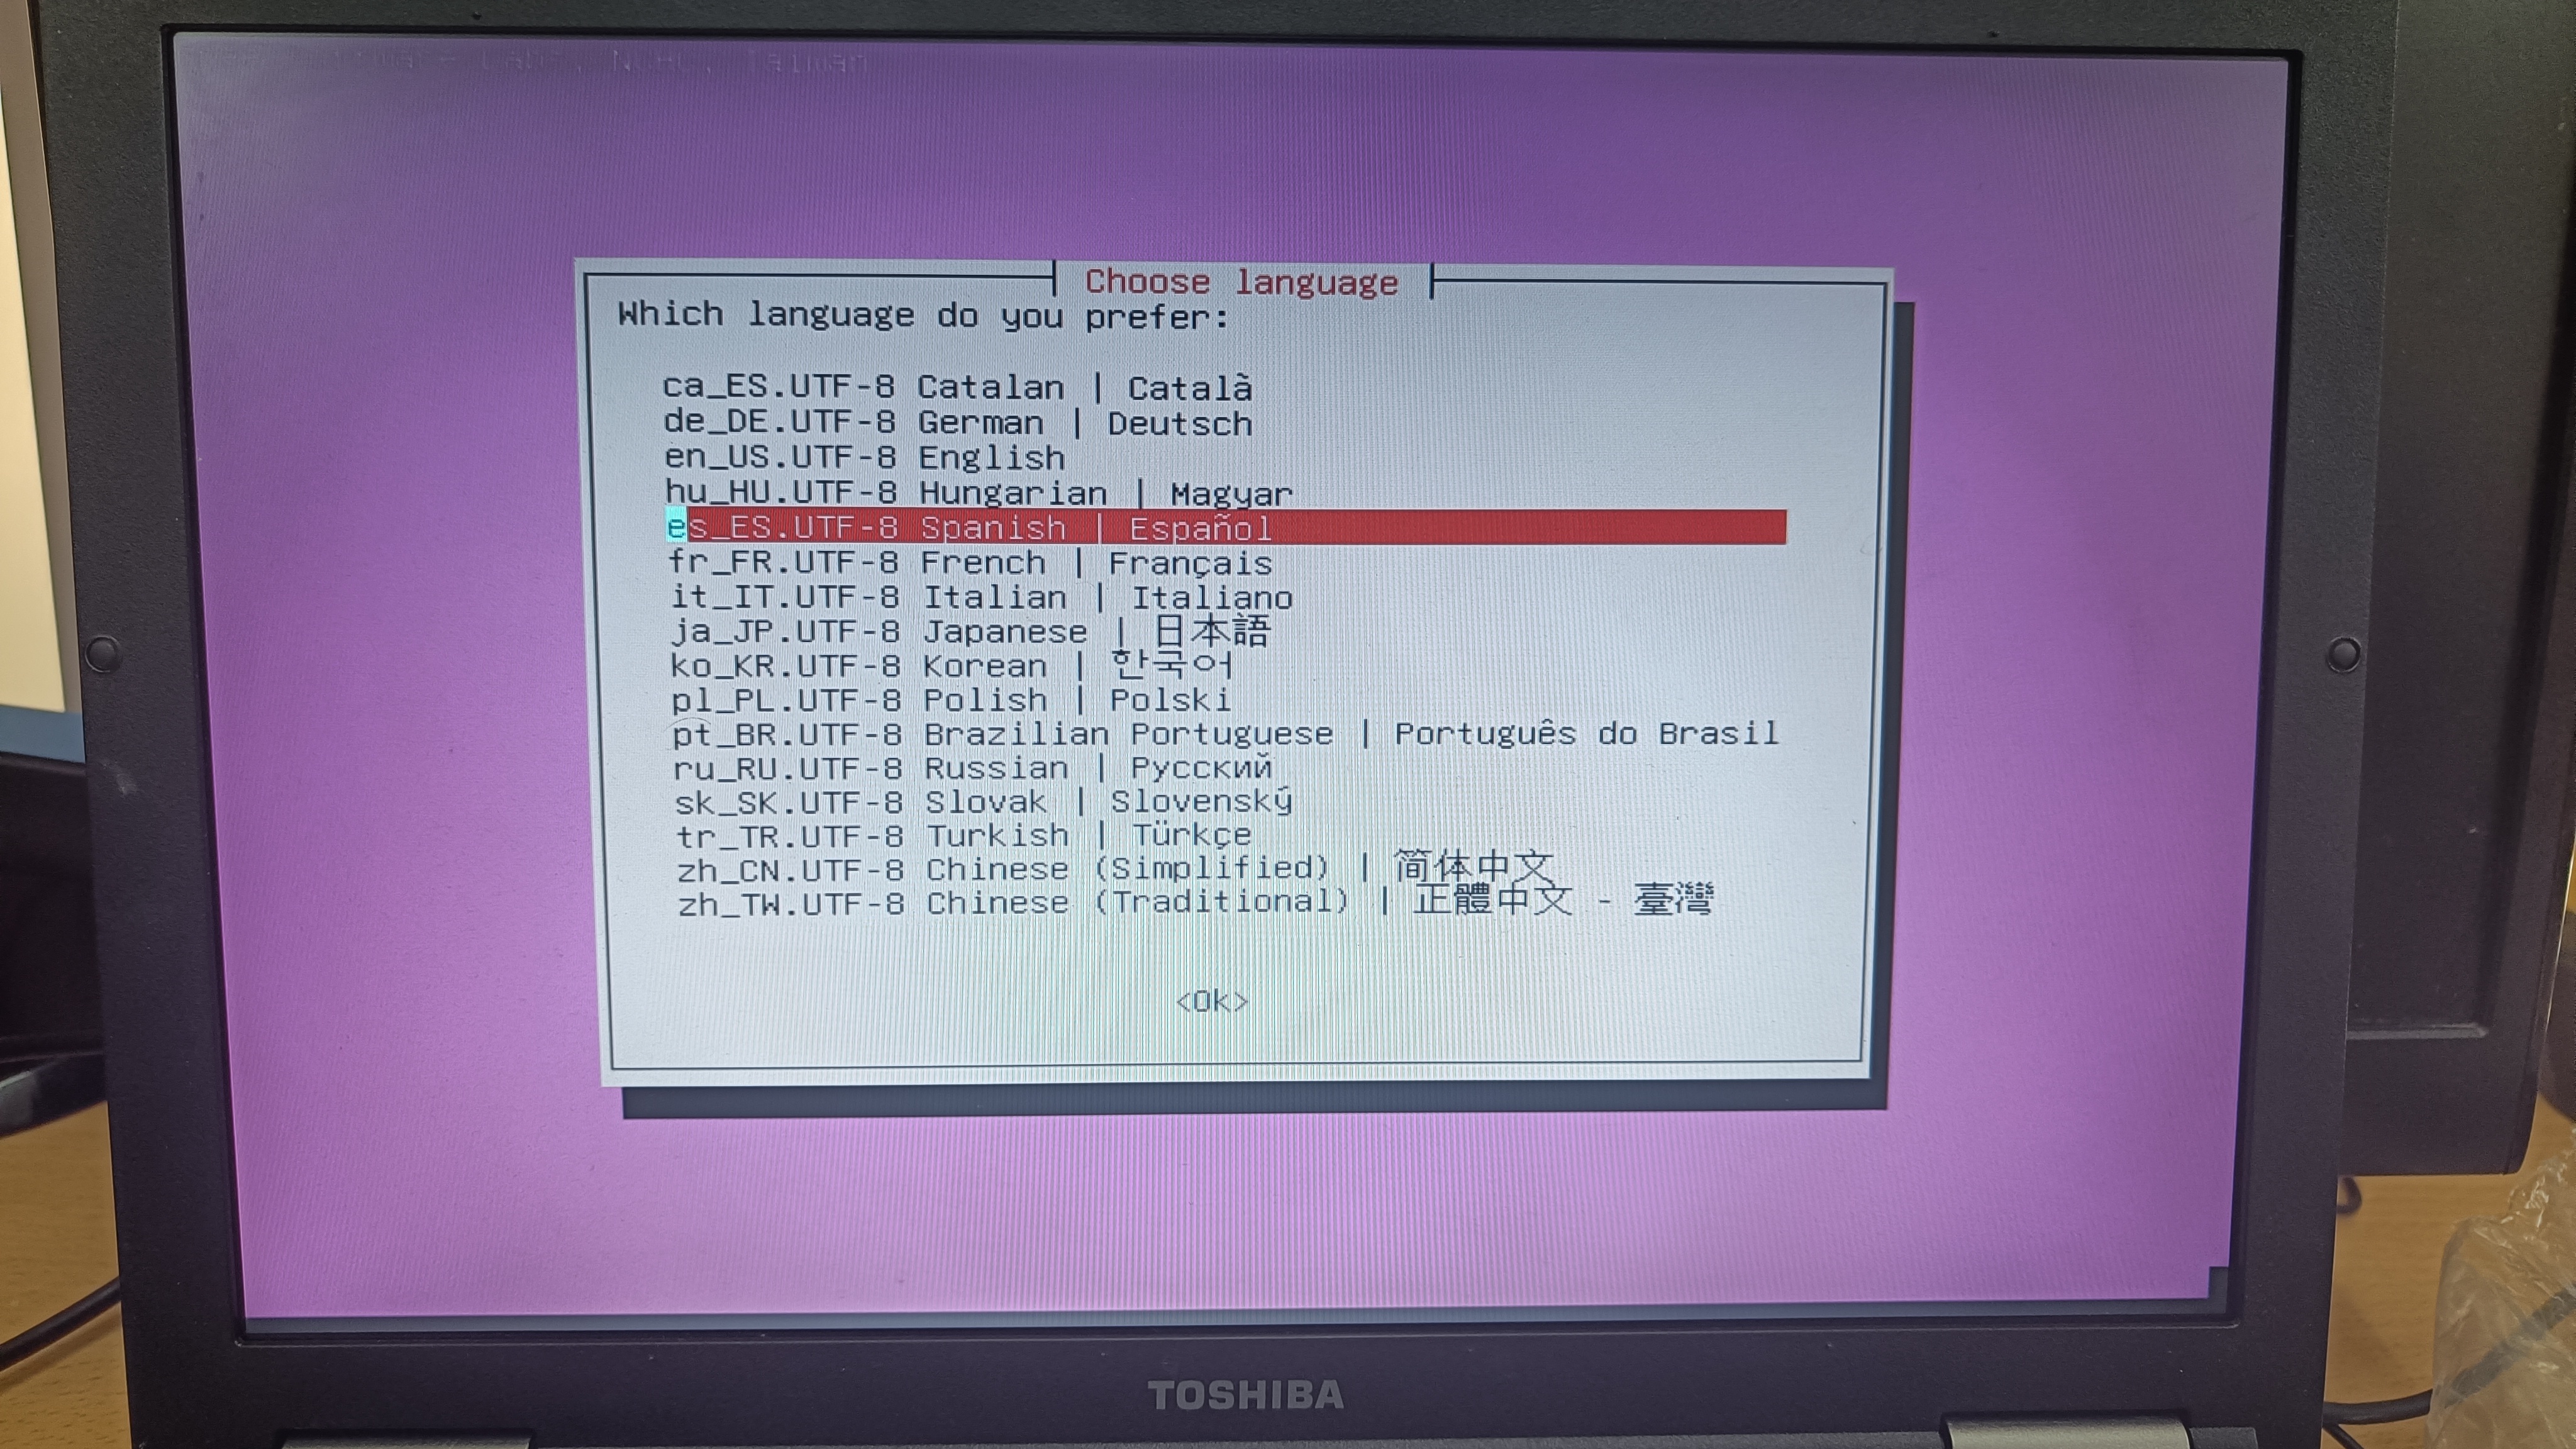 NCHC, Taiwan
Choose language
Which language do you prefer:
ca_ES.UTF-8 Catalan | Català
de_DE.UTF-8 German | Deutsch
en_US.UTF-8 English
hu_HU.UTF-8 Hungarian | Magyar
es_ES.UTF-8 Spanish | Español
fr_FR.UTF-8 French | Français
it_IT.UTF-8 Italian | Italiano
ja_JP.UTF-8 Japanese | 日本語
ko_KR.UTF-8 Korean | 한국어
pl_PL.UTF-8 Polish | Polski
pt_BR.UTF-8 Brazilian Portuguese | Português do Brasil
ru_RU.UTF-8 Russian | Русский
sk_SK.UTF-8 Slovak | Slovenský
tr_TR.UTF-8 Turkish | Türkçe
zh_CN.UTF-8 Chinese (Simplified) | 简体中文
zh_TW.UTF-8 Chinese (Traditional) | 正體中文 - 臺灣
<Ok>
TOSHIBA